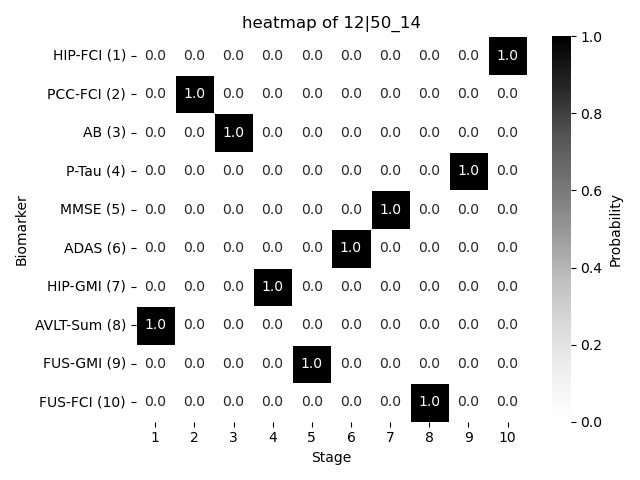 heatmap of 12|50_14
HIP-FCI (1) 0.0 0.0 0.0 0.0 0.0 0.0 0.0 0.0 0.0 1.0
PCC-FCI (2) 0.0 1.0 0.0 0.0 0.0 0.0 0.0 0.0 0.0 0.0
AB (3) 0.0 0.0 1.0 0.0 0.0 0.0 0.0 0.0 0.0 0.0
P-Tau (4) 0.0 0.0 0.0 0.0 0.0 0.0 0.0 0.0 1.0 0.0
MMSE (5) 0.0 0.0 0.0 0.0 0.0 0.0 1.0 0.0 0.0 0.0
ADAS (6) 0.0 0.0 0.0 0.0 0.0 1.0 0.0 0.0 0.0 0.0
HIP-GMI (7) 0.0 0.0 0.0 1.0 0.0 0.0 0.0 0.0 0.0 0.0
AVLT-Sum (8) 1.0 0.0 0.0 0.0 0.0 0.0 0.0 0.0 0.0 0.0
FUS-GMI (9) 0.0 0.0 0.0 0.0 1.0 0.0 0.0 0.0 0.0 0.0
FUS-FCI (10) 0.0 0.0 0.0 0.0 0.0 0.0 0.0 1.0 0.0 0.0
1 2 3 4 5 6 7 8 9 10
Stage
Biomarker
1.0
0.8
0.6
0.4
0.2
0.0
Probability